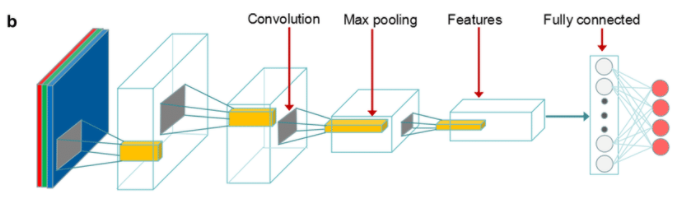 b
Convolution
Max pooling
Features
Fully connected